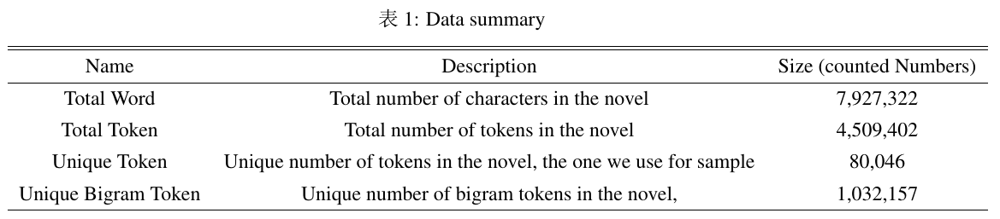 表 1: Data summary
Name Description Size (counted Numbers)
Total Word Total number of characters in the novel 7,927,322
Total Token Total number of tokens in the novel 4,509,402
Unique Token Unique number of tokens in the novel, the one we use for sample 80,046
Unique Bigram Token Unique number of bigram tokens in the novel, 1,032,157